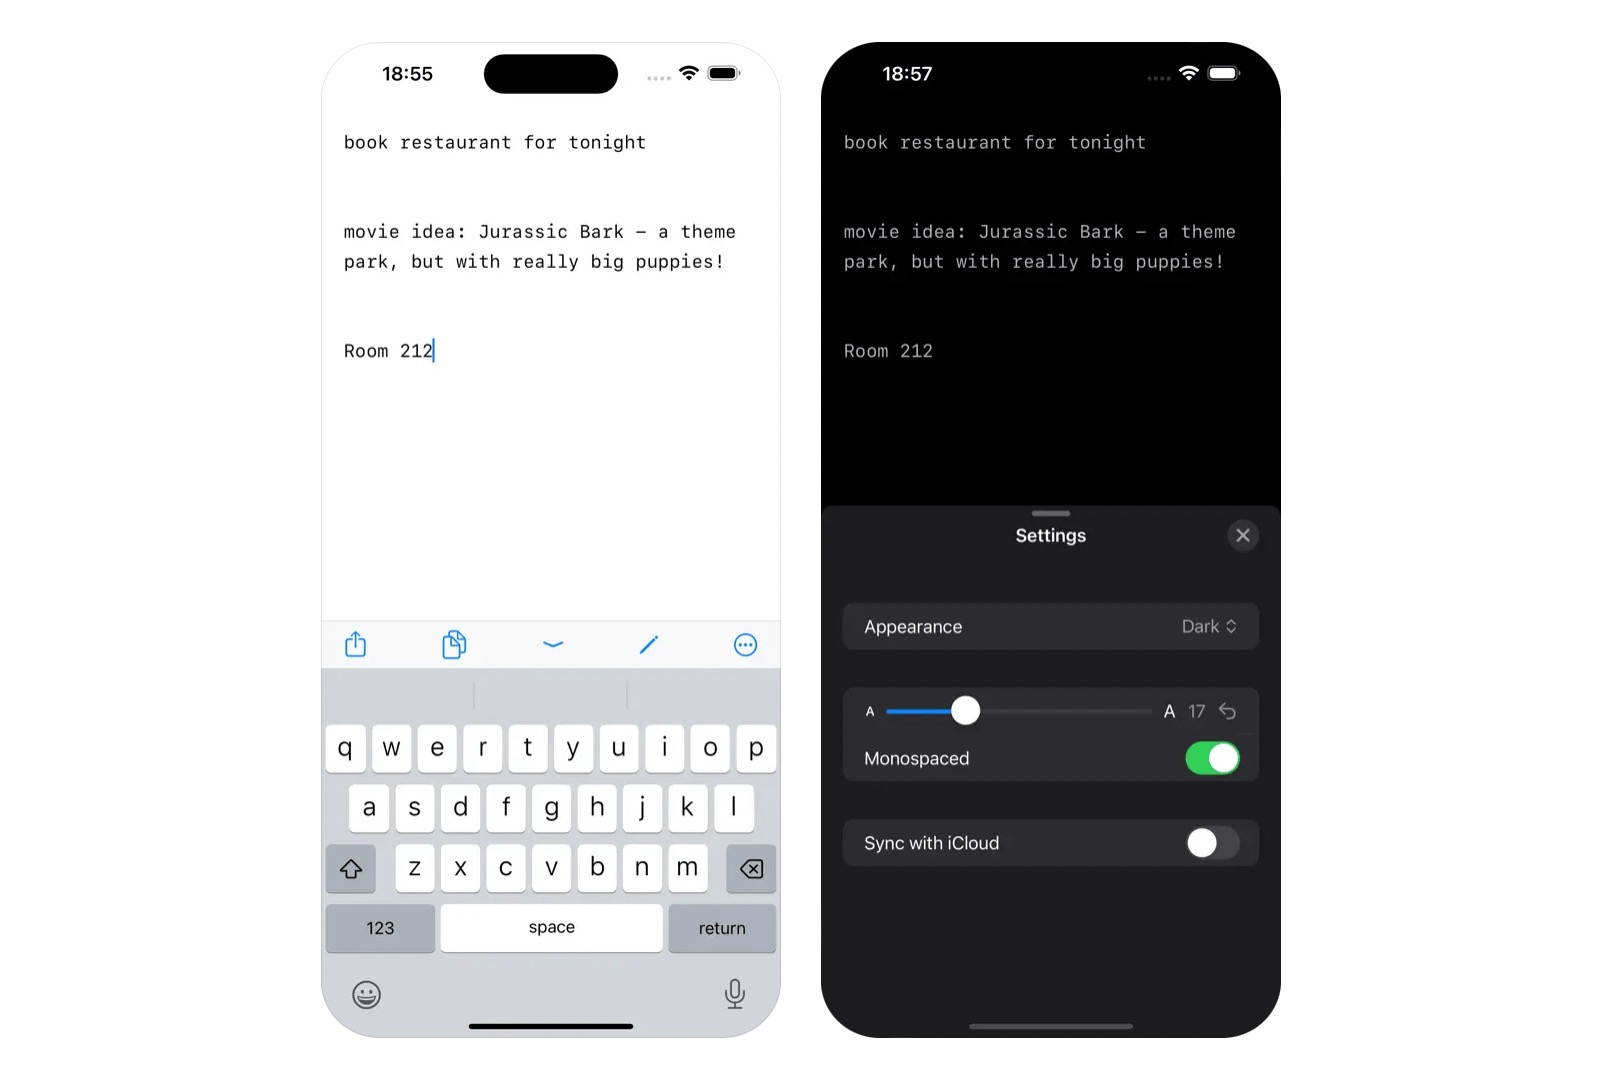 18:55
book restaurant for tonight
movie idea: Jurassic Bark – a theme
park, but with really big puppies!
Room 212
q w e r t y u i o p
a s d f g h j k l
z x c v b n m
123 space return
18:57
book restaurant for tonight
movie idea: Jurassic Bark – a theme
park, but with really big puppies!
Room 212
Settings
Appearance Dark
A A 17
Monospaced
Sync with iCloud